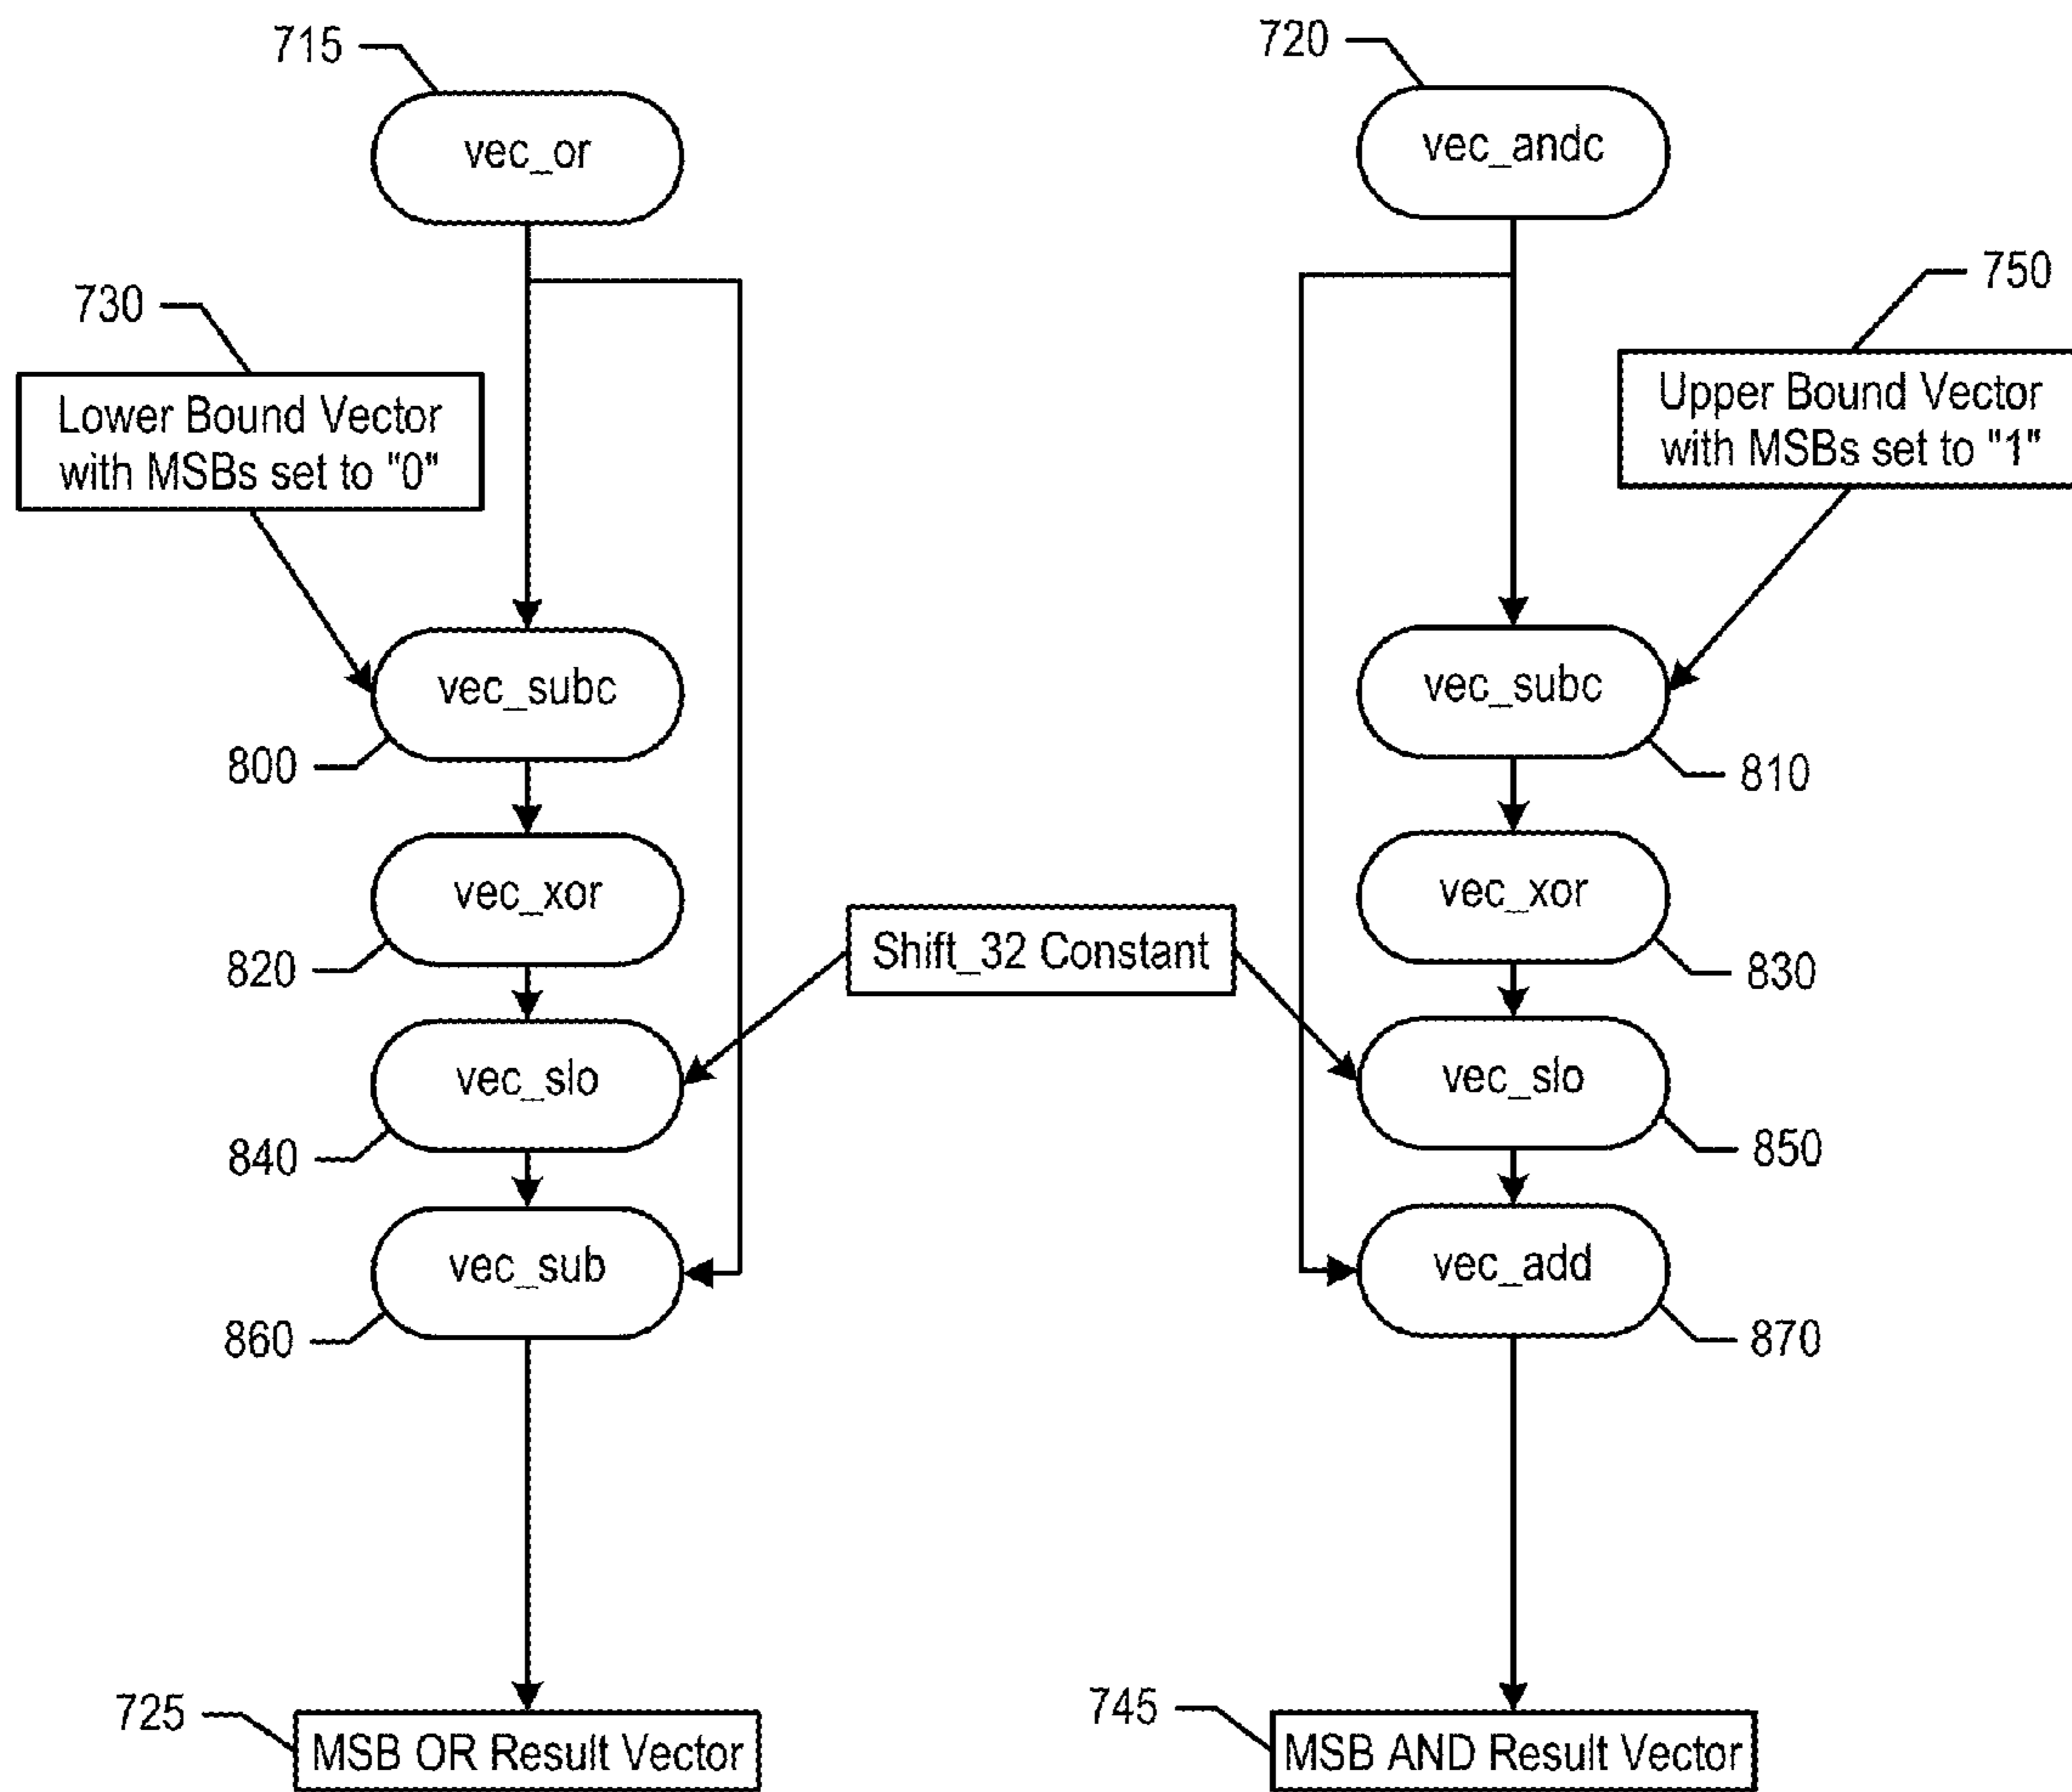 715
vec_or
720
vec_andc
730
Lower Bound Vector
with MSBs set to "0"
750
Upper Bound Vector
with MSBs set to "1"
vec_subc
800
vec_subc
810
vec_xor
820
Shift_32 Constant
vec_xor
830
vec_slo
840
vec_slo
850
vec_sub
860
vec_add
870
725
MSB OR Result Vector
745
MSB AND Result Vector